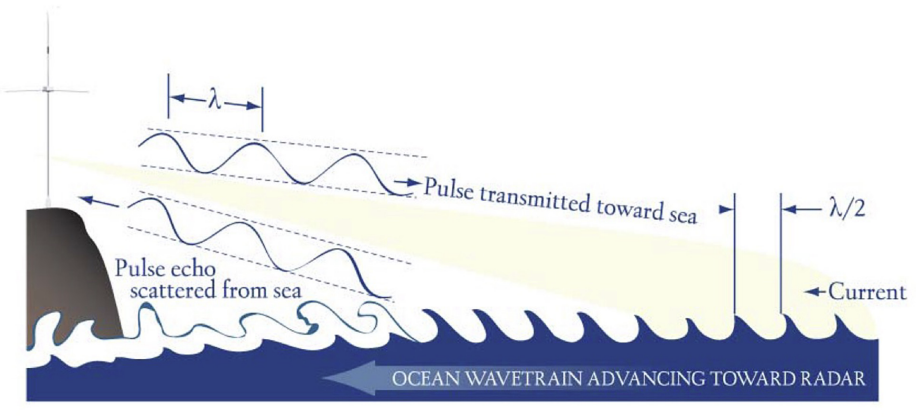 λ
Pulse transmitted toward sea
λ/2
Pulse echo
scattered from sea
Current
OCEAN WAVETRAIN ADVANCING TOWARD RADAR